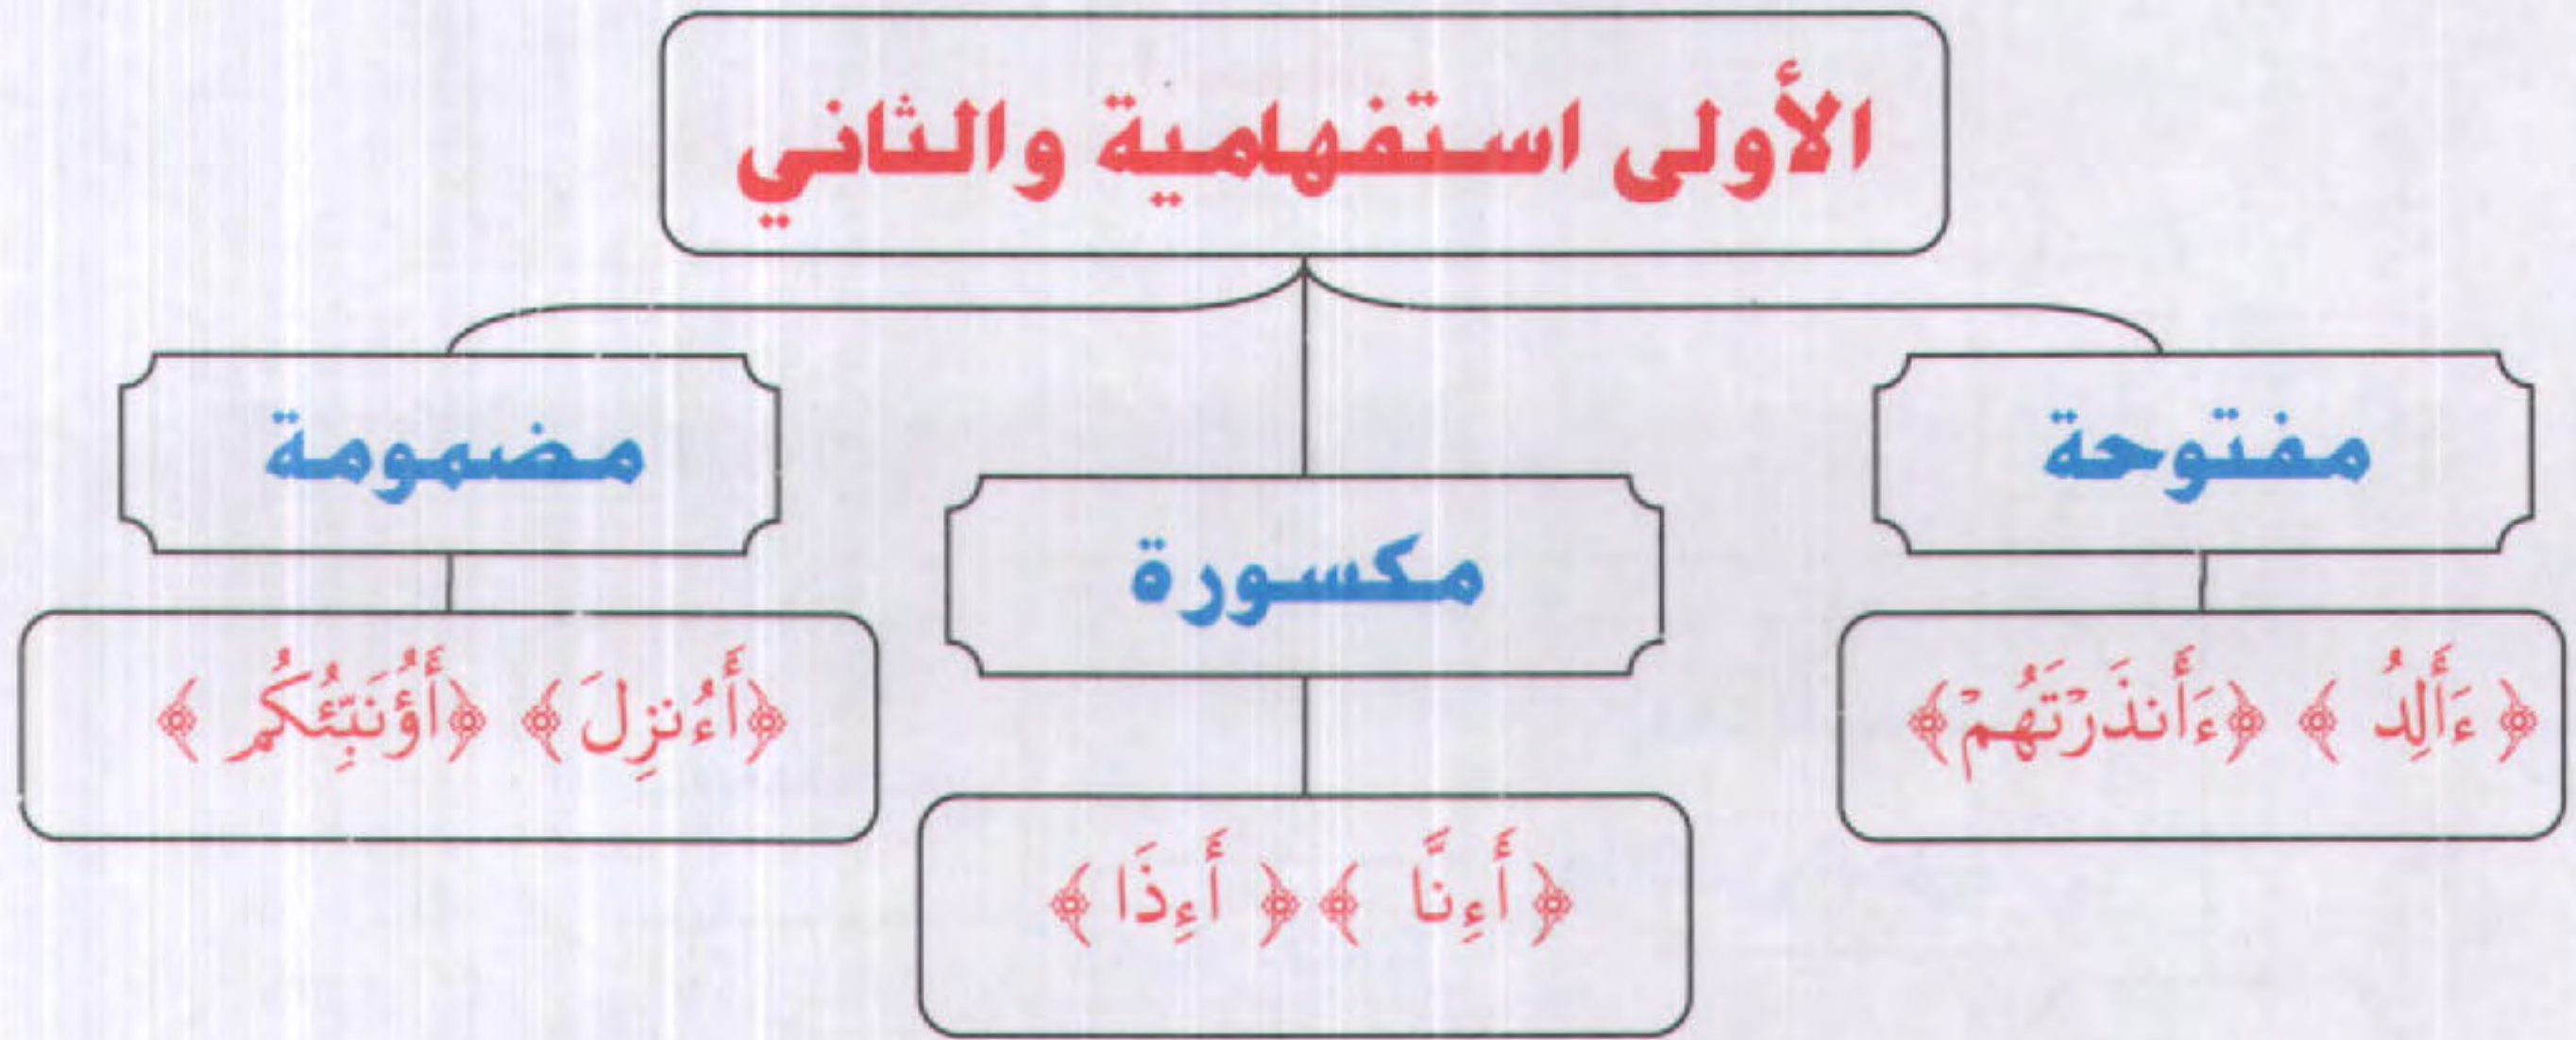 الأولى استفهامية والثاني
مفتوحة
﴿ ءَأَلِدُ ﴾ ﴿ءَأَنذَرْتَهُمْ﴾
مكسورة
﴿ أَءِنَّا ﴾ ﴿ أَءِذَا ﴾
مضمومة
﴿أَءُنزِلَ﴾ ﴿أَؤُنَبِّئُكُم ﴾